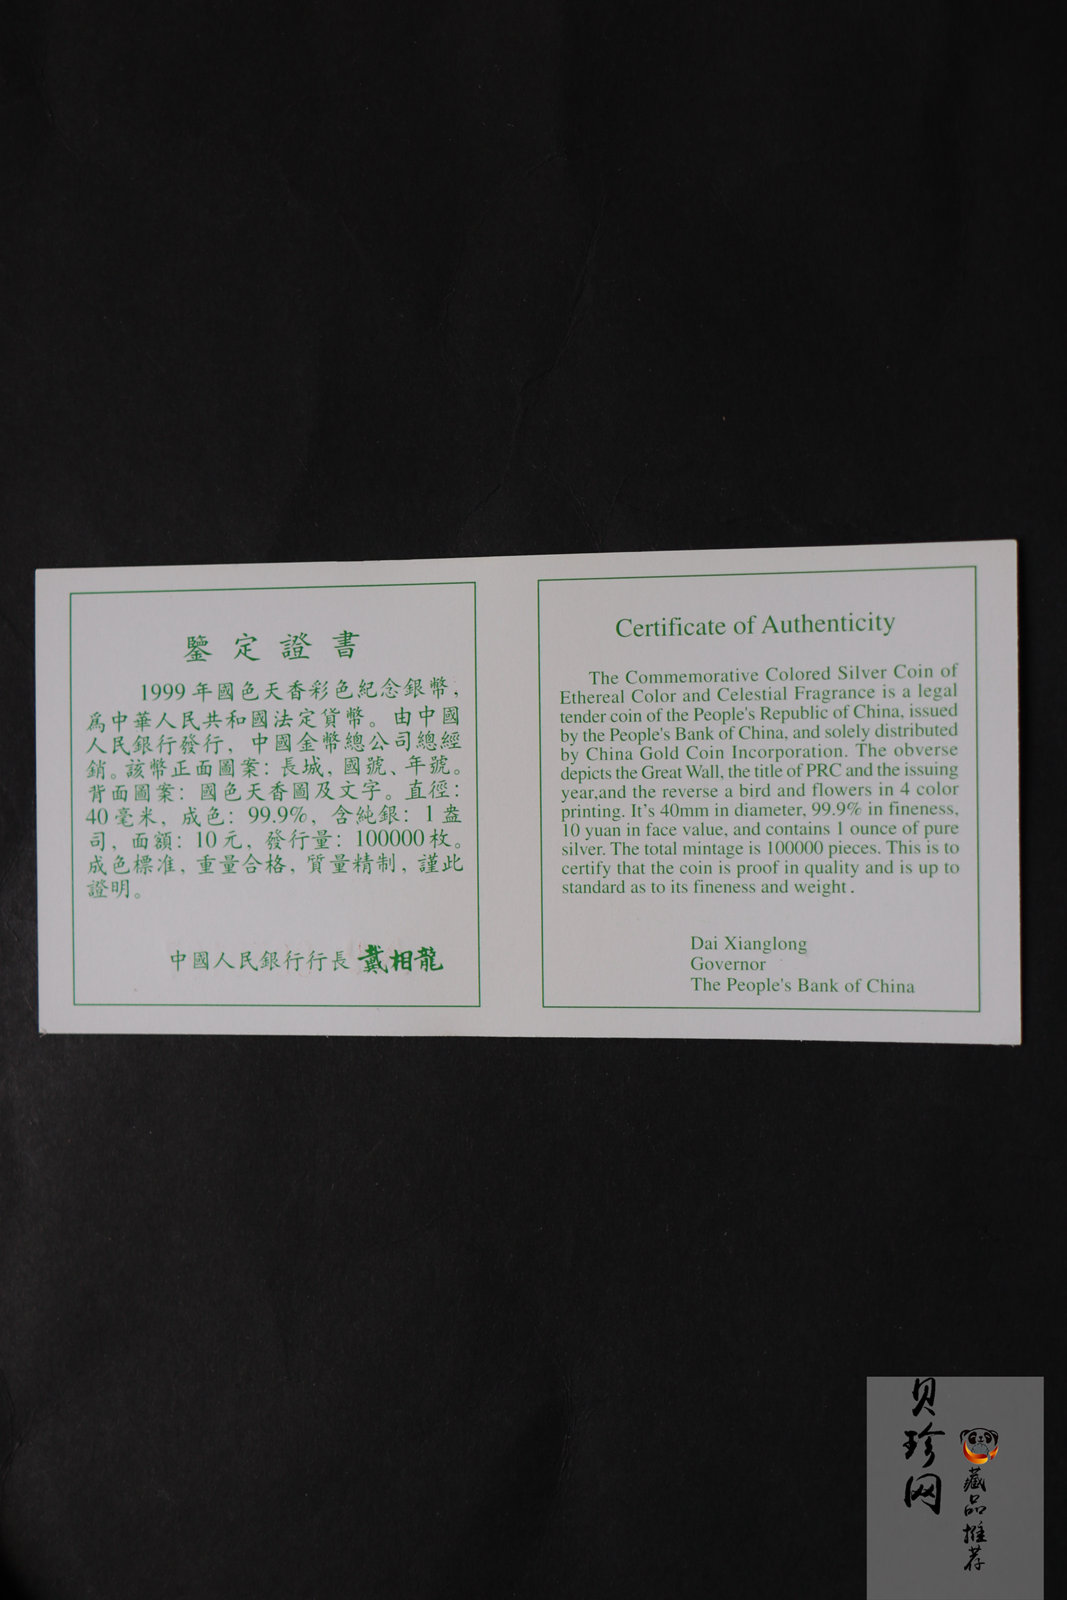 鑒定證書
1999年國色天香彩色紀念銀幣,
爲中華人民共和國法定貨幣。由中國
人民銀行發行, 中國金幣總公司總經
銷。該幣正面圖案: 長城, 國號、年號。
背面圖案: 國色天香圖及文字。直徑:
40毫米, 成色: 99.9%, 含純銀: 1盎
司, 面額: 10元, 發行量: 100000枚。
成色標准, 重量合格, 質量精制, 謹此
證明。
中國人民銀行行長 戴相龍
Certificate of Authenticity
The Commemorative Colored Silver Coin of
Ethereal Color and Celestial Fragrance is a legal
tender coin of the People's Republic of China, issued
by the People's Bank of China, and solely distributed
by China Gold Coin Incorporation. The obverse
depicts the Great Wall, the title of PRC and the issuing
year,and the reverse a bird and flowers in 4 color
printing. It's 40mm in diameter, 99.9% in fineness,
10 yuan in face value, and contains 1 ounce of pure
silver. The total mintage is 100000 pieces. This is to
certify that the coin is proof in quality and is up to
standard as to its fineness and weight .
Dai Xianglong
Governor
The People's Bank of China
贝珍网
藏品推荐